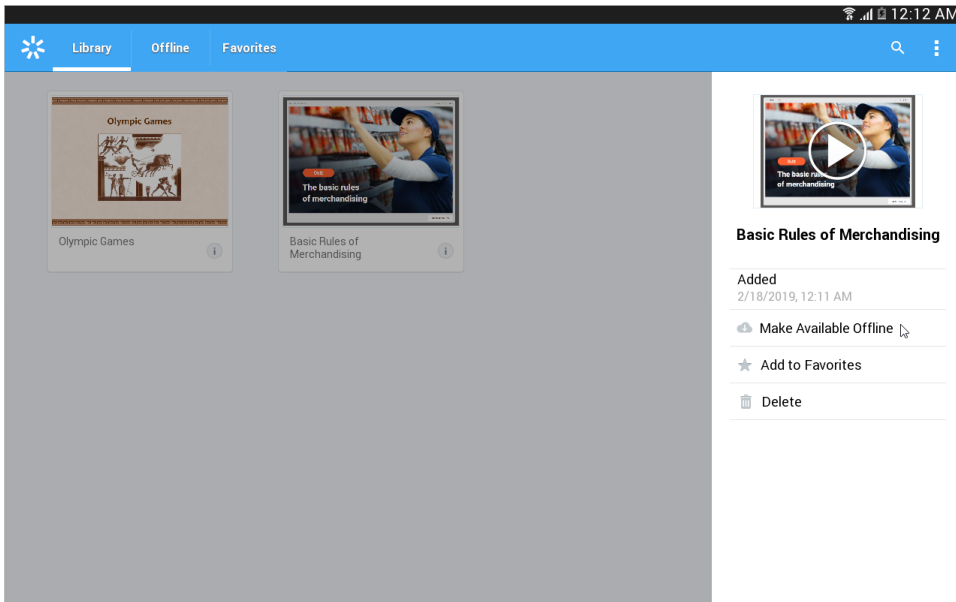 12:12 AM
Library
Offline
Favorites
Olympic Games
Olympic Games
QUIZ
The basic rules
of merchandising
Basic Rules of
Merchandising
The basic rules
of merchandising
Basic Rules of Merchandising
Added
2/18/2019, 12:11 AM
Make Available Offline
Add to Favorites
Delete